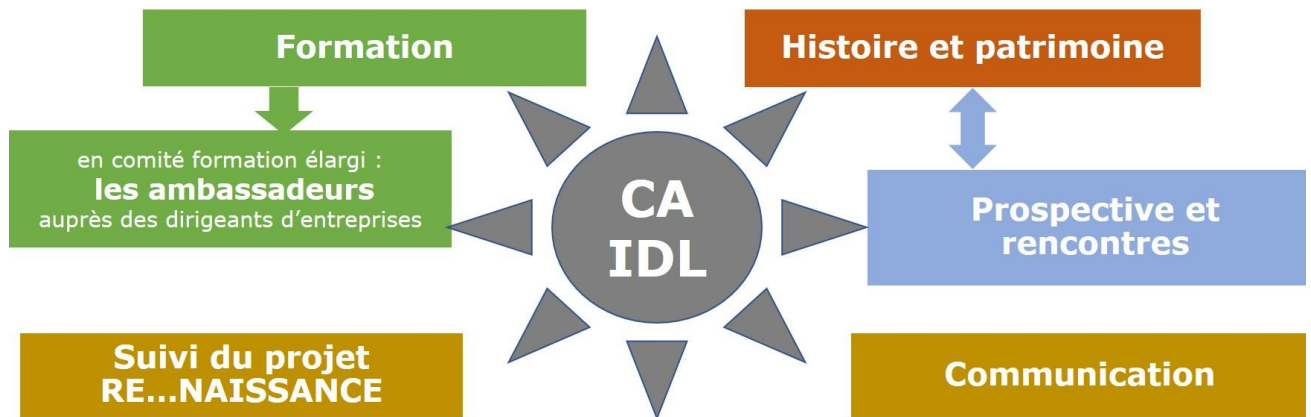 Formation
Histoire et patrimoine
en comité formation élargi :
les ambassadeurs
auprès des dirigeants d’entreprises
CA
IDL
Prospective et
rencontres
Suivi du projet
RE...NAISSANCE
Communication